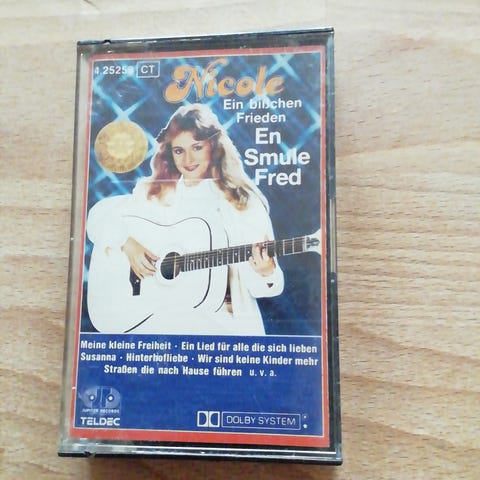 4.25259 CT
Nicole
Ein bißchen
Frieden
En
Smule
Fred
Meine kleine Freiheit · Ein Lied für alle die sich lieben
Susanna · Hinterhofliebe · Wir sind keine Kinder mehr
Straßen die nach Hause führen u. v. a.
JUPITER RECORDS
TELDEC
DOLBY SYSTEM